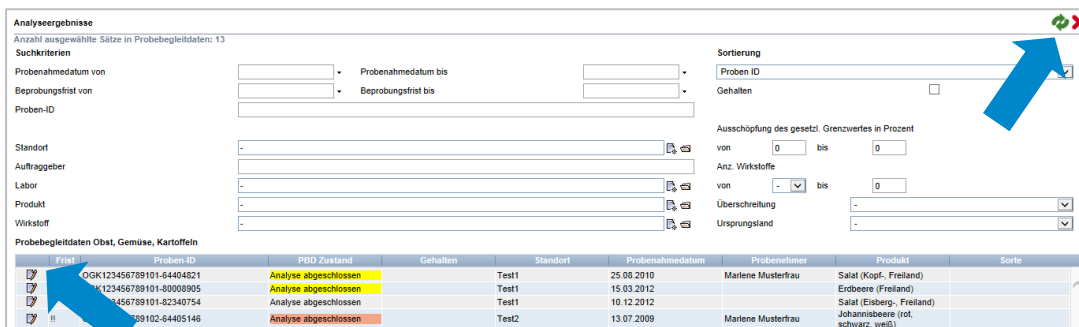 Analyseergebnisse
Anzahl ausgewählte Sätze in Probebegleitdaten: 13
Suchkriterien Sortierung
Probenahmedatum von Probenahmedatum bis Proben ID
Beprobungsfrist von Beprobungsfrist bis Gehalten
Proben-ID
Ausschöpfung des gesetzl. Grenzwertes in Prozent
Standort - von 0 bis 0
Auftraggeber Anz. Wirkstoffe
Labor - von - bis 0
Produkt - Überschreitung -
Wirkstoff - Ursprungsland -
Probebegleitdaten Obst, Gemüse, Kartoffeln
Frist Proben-ID PBD Zustand Gehalten Standort Probenahmedatum Probenehmer Produkt Sorte
OGK123456789101-64404821 Analyse abgeschlossen Test1 25.08.2010 Marlene Musterfrau Salat (Kopf-, Freiland)
GK123456789101-80008905 Analyse abgeschlossen Test1 15.03.2012 Erdbeere (Freiland)
3456789101-82340754 Analyse abgeschlossen Test1 10.12.2012 Salat (Eisberg-, Freiland)
!! 89102-64405146 Analyse abgeschlossen Test2 13.07.2009 Marlene Musterfrau Johannisbeere (rot, schwarz, weiß)